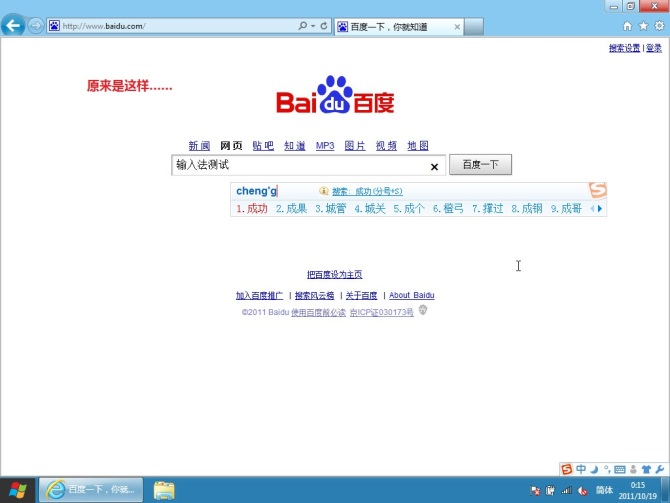 http://www.baidu.com/
百度一下，你就知道
搜索设置 | 登录
原来是这样……
Bai du 百度
新闻 网页 贴吧 知道 MP3 图片 视频 地图
输入法测试
百度一下
cheng'g
搜索：成功(分号+S)
1.成功 2.成果 3.城管 4.城关 5.成个 6.檀弓 7.撑过 8.成钢 9.成哥
把百度设为主页
加入百度推广 | 搜索风云榜 | 关于百度 | About Baidu
©2011 Baidu 使用百度前必读 京ICP证030173号
中
百度一下，你就...
简体
0:15
2011/10/19